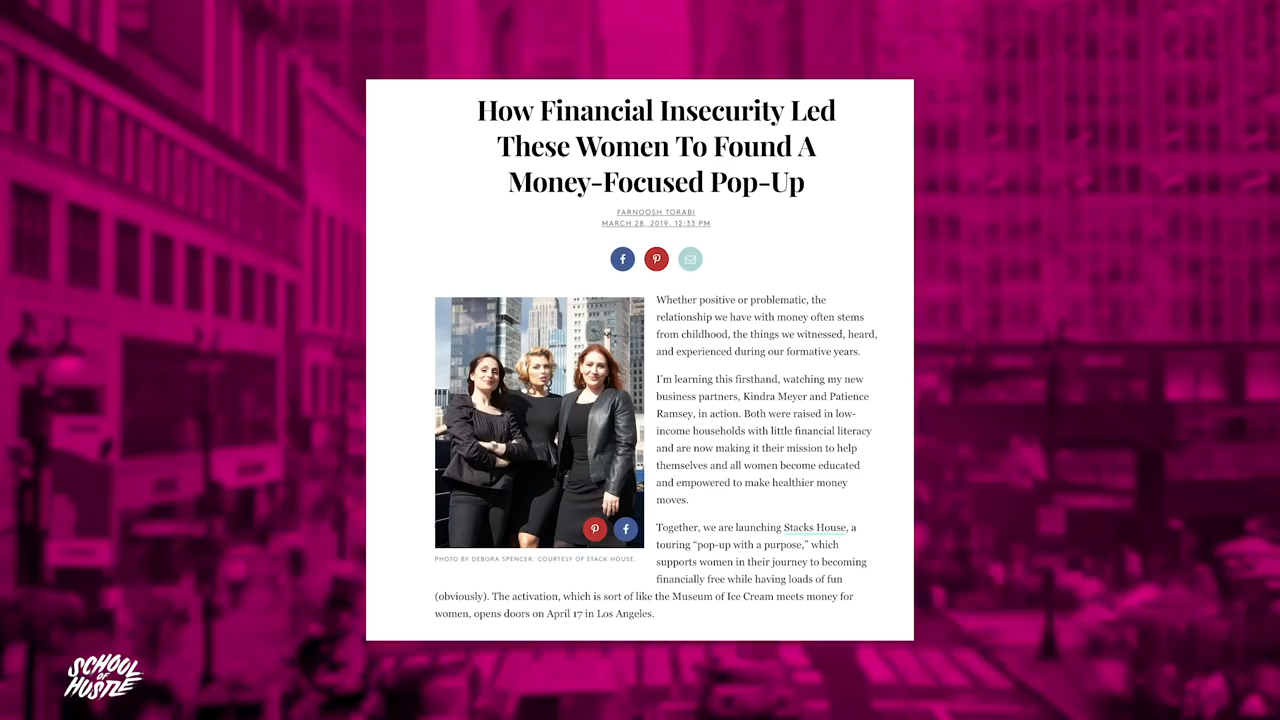 How Financial Insecurity Led
These Women To Found A
Money-Focused Pop-Up
FARNOOSH TORABI
MARCH 28, 2019, 12:33 PM
Whether positive or problematic, the
relationship we have with money often stems
from childhood, the things we witnessed, heard,
and experienced during our formative years.
I'm learning this firsthand, watching my new
business partners, Kindra Meyer and Patience
Ramsey, in action. Both were raised in low-
income households with little financial literacy
and are now making it their mission to help
themselves and all women become educated
and empowered to make healthier money
moves.
Together, we are launching Stacks House, a
touring “pop-up with a purpose,” which
supports women in their journey to becoming
financially free while having loads of fun
(obviously). The activation, which is sort of like the Museum of Ice Cream meets money for
women, opens doors on April 17 in Los Angeles.
PHOTO BY DEBORA SPENCER; COURTESY OF STACK HOUSE.
SCHOOL
OF
HUSTLE